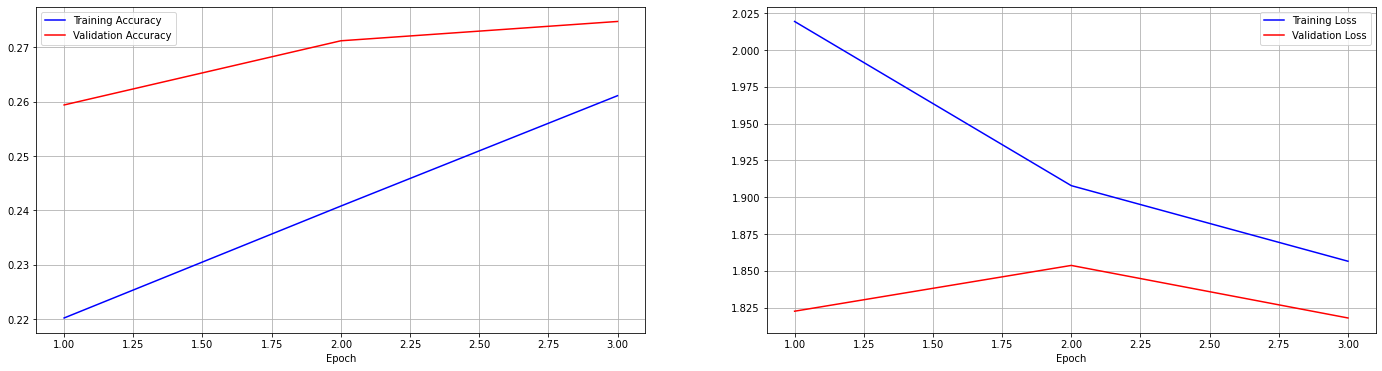 Training Accuracy
Validation Accuracy
0.27
0.26
0.25
0.24
0.23
0.22
1.00 1.25 1.50 1.75 2.00 2.25 2.50 2.75 3.00
Epoch
Training Loss
Validation Loss
2.025
2.000
1.975
1.950
1.925
1.900
1.875
1.850
1.825
1.00 1.25 1.50 1.75 2.00 2.25 2.50 2.75 3.00
Epoch